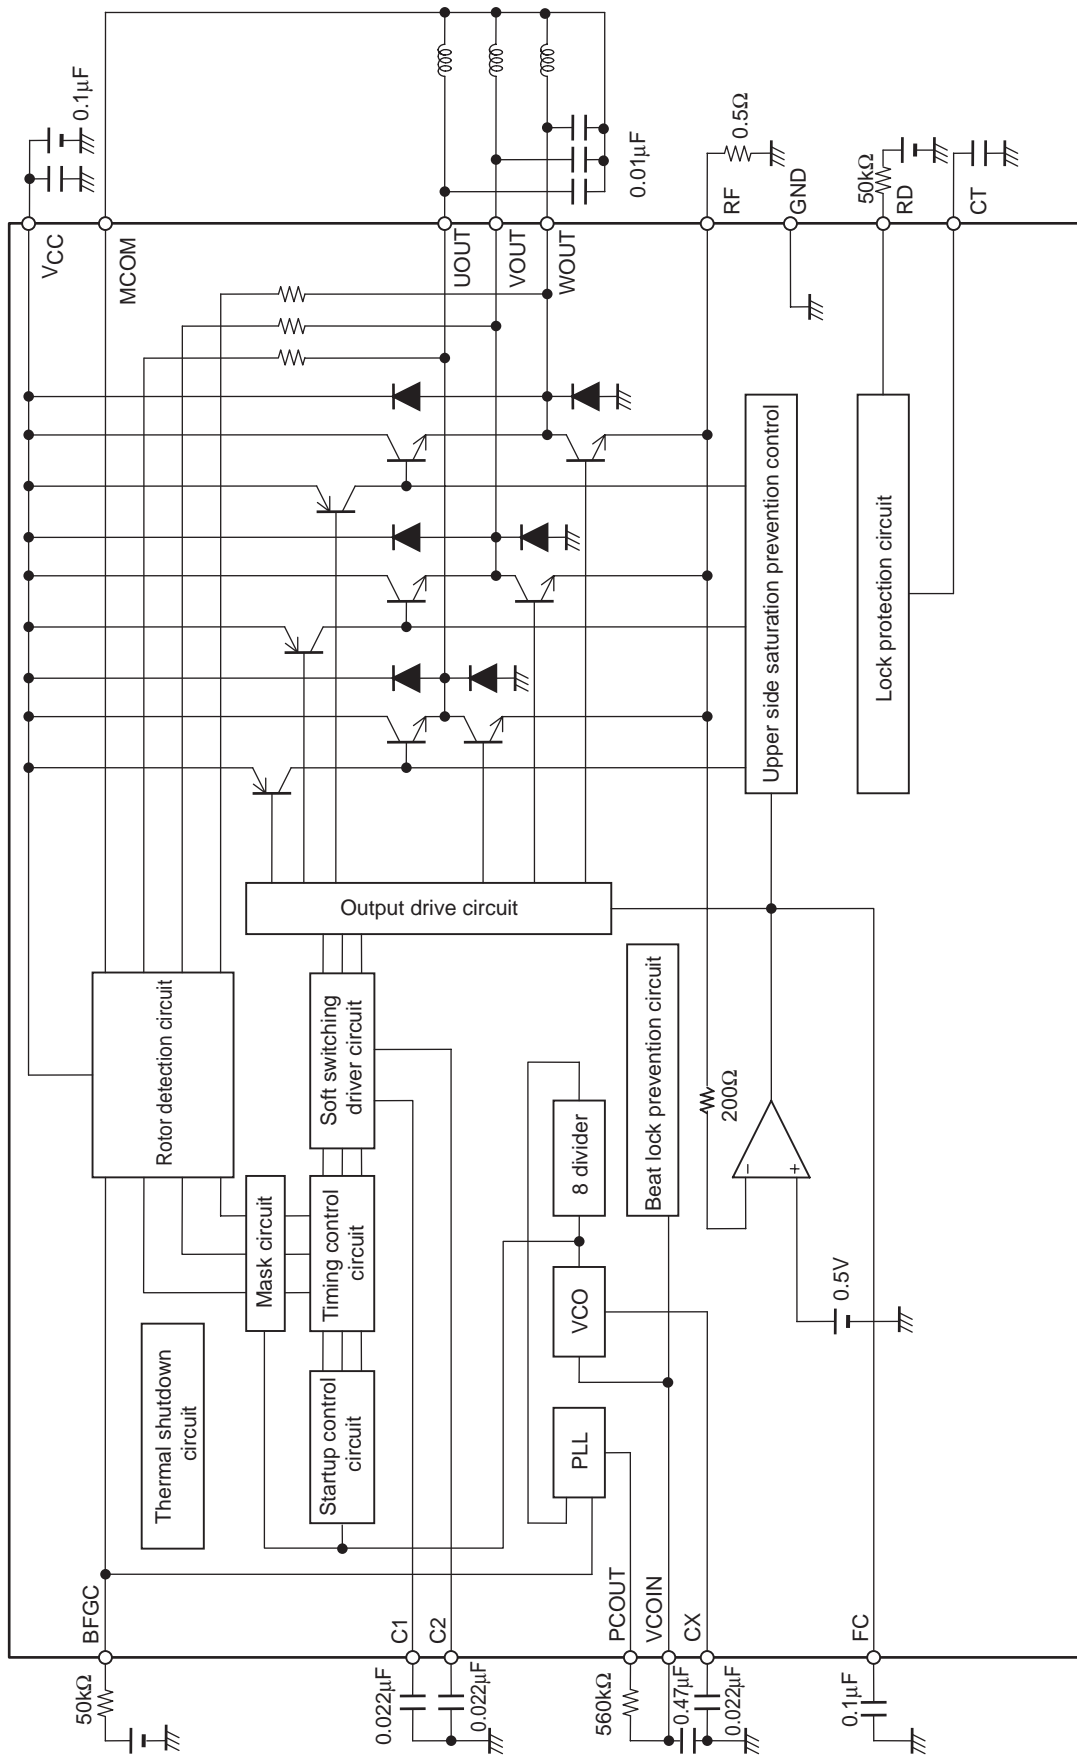 0.1µF
0.01µF
0.5Ω
50kΩ
VCC
MCOM
UOUT
VOUT
WOUT
RF
GND
RD
CT
Upper side saturation prevention control
Lock protection circuit
Output drive circuit
Rotor detection circuit
Soft switching
driver circuit
Beat lock prevention circuit
200Ω
8 divider
Mask circuit
Timing control
circuit
VCO
–
+
0.5V
Thermal shutdown
circuit
Startup control
circuit
PLL
BFGC
C1
C2
PCOUT
VCOIN
CX
FC
50kΩ
0.022µF
0.022µF
560kΩ
0.47µF
0.022µF
0.1µF